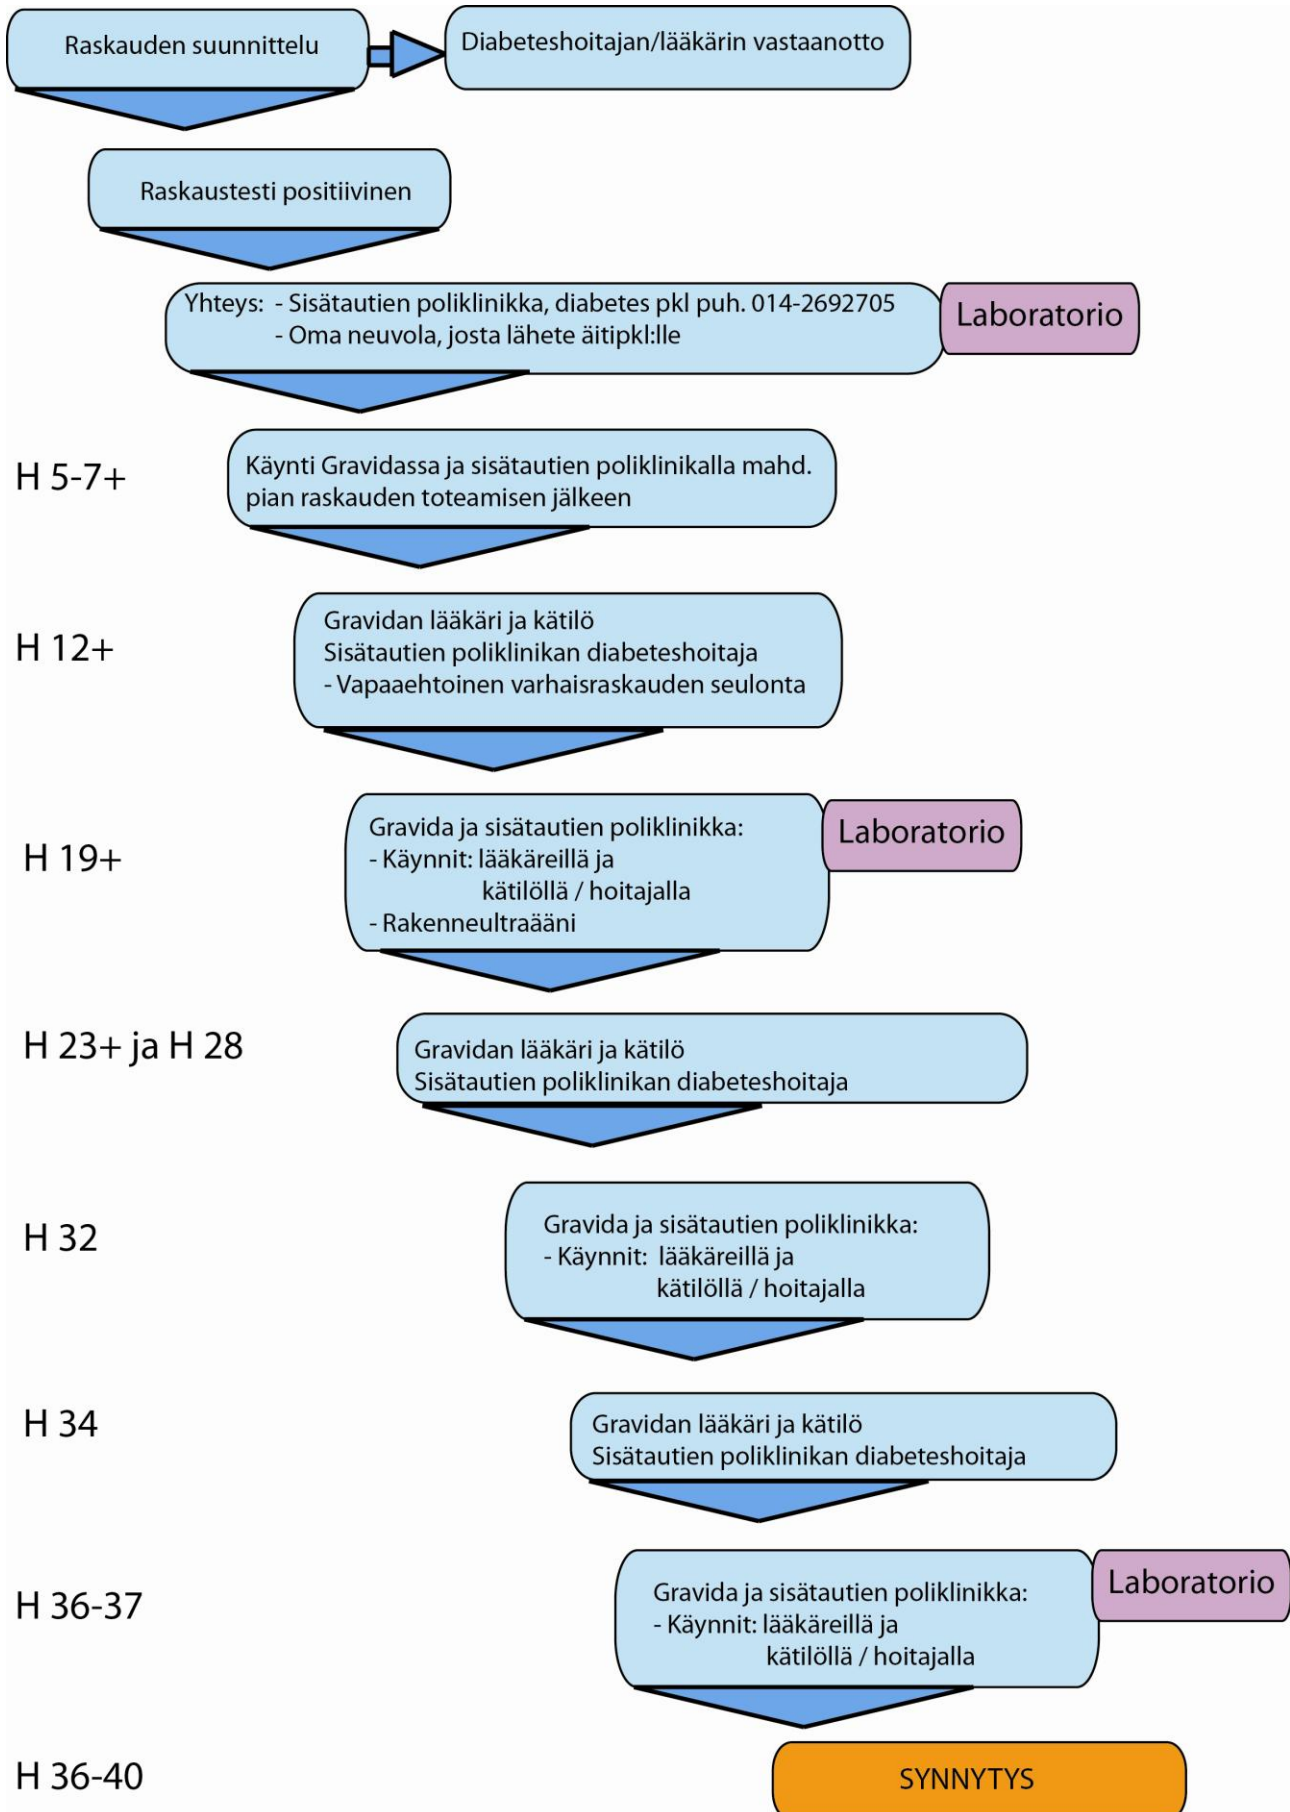 Raskauden suunnittelu
Diabeteshoitajan/lääkärin vastaanotto
Raskaustesti positiivinen
Yhteys: - Sisätautien poliklinikka, diabetes pkl puh. 014-2692705
- Oma neuvola, josta lähete äitipkl:lle
Laboratorio
H 5-7+
Käynti Gravidassa ja sisätautien poliklinikalla mahd.
pian raskauden toteamisen jälkeen
H 12+
Gravidan lääkäri ja kätilö
Sisätautien poliklinikan diabeteshoitaja
- Vapaaehtoinen varhaisraskauden seulonta
H 19+
Gravida ja sisätautien poliklinikka:
- Käynnit: lääkäreillä ja
kätilöllä / hoitajalla
- Rakenneultraääni
Laboratorio
H 23+ ja H 28
Gravidan lääkäri ja kätilö
Sisätautien poliklinikan diabeteshoitaja
H 32
Gravida ja sisätautien poliklinikka:
- Käynnit: lääkäreillä ja
kätilöllä / hoitajalla
H 34
Gravidan lääkäri ja kätilö
Sisätautien poliklinikan diabeteshoitaja
H 36-37
Gravida ja sisätautien poliklinikka:
- Käynnit: lääkäreillä ja
kätilöllä / hoitajalla
Laboratorio
H 36-40
SYNNYTYS